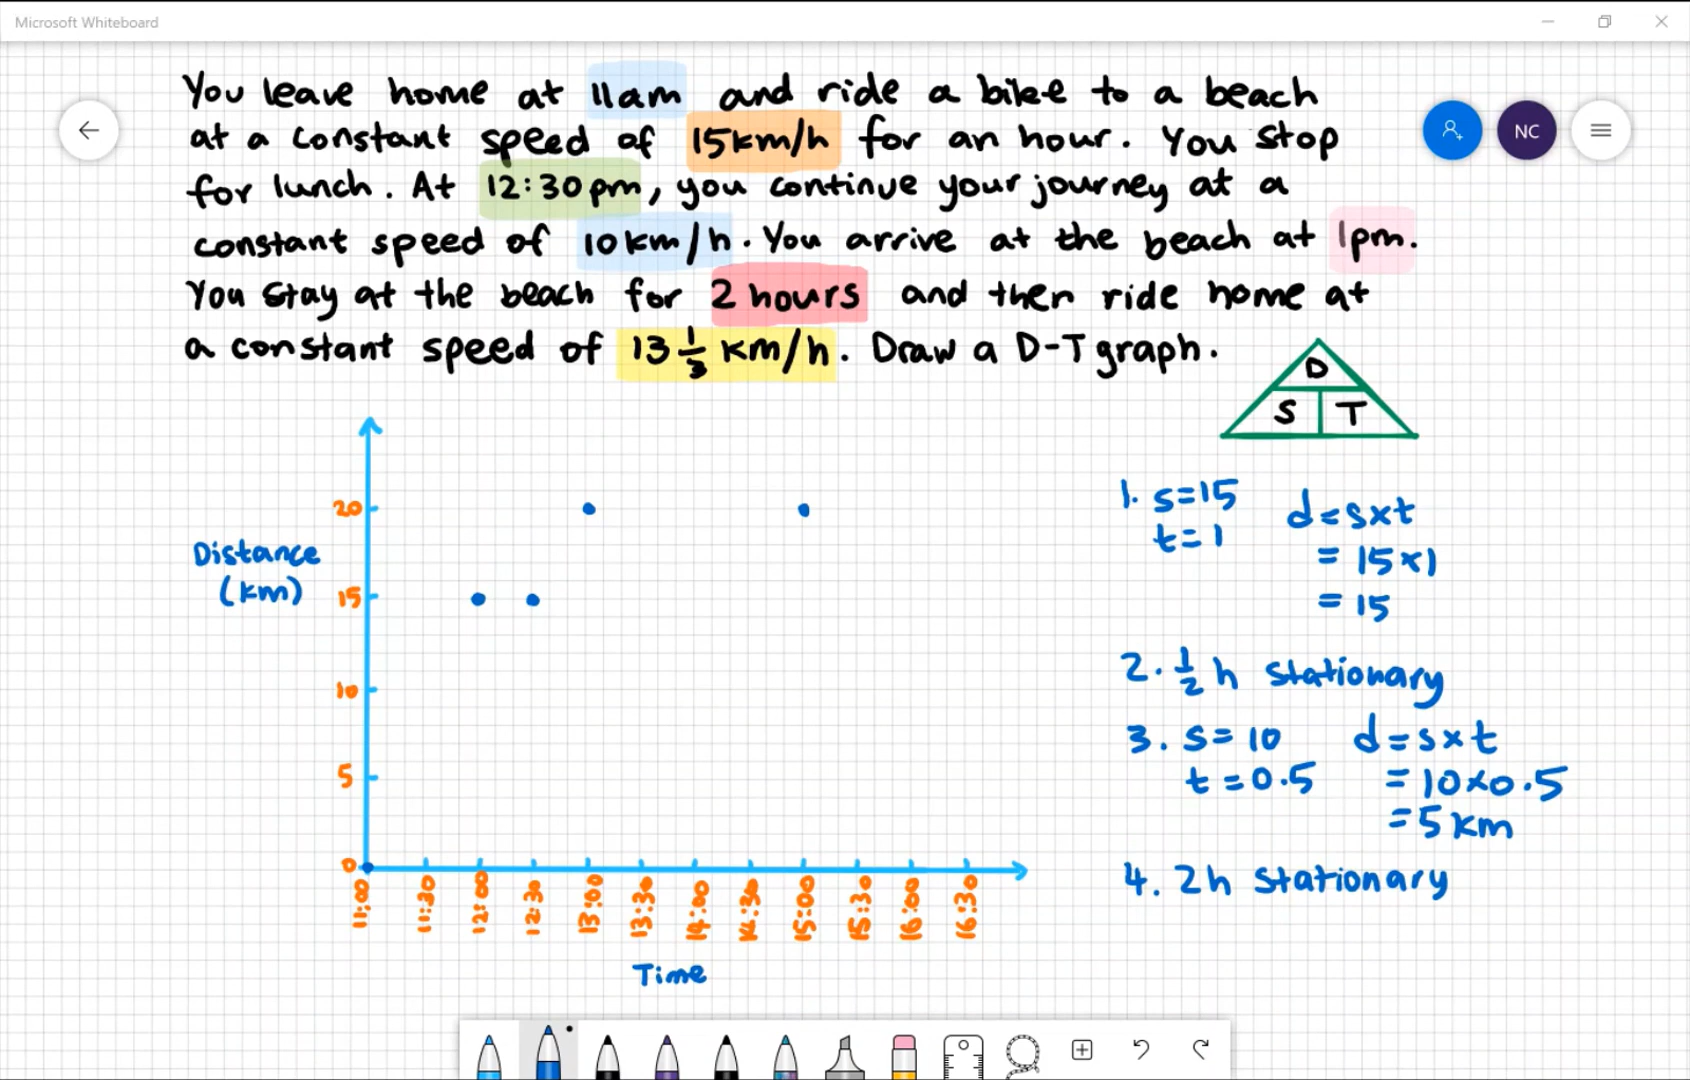 Microsoft Whiteboard
You leave home at 11am and ride a bike to a beach
at a constant speed of 15km/h for an hour. You stop
for lunch. At 12:30pm, you continue your journey at a
constant speed of 10km/h. You arrive at the beach at 1pm.
You stay at the beach for 2 hours and then ride home at
a constant speed of 13 1/3 km/h. Draw a D-T graph.
NC
D
S T
20
Distance
(km)
15
10
5
0
11:00 11:30 12:00 12:30 13:00 13:30 14:00 14:30 15:00 15:30 16:00 16:30
Time
1. s=15
t=1
d=s×t
= 15×1
= 15
2. 1/2 h stationary
3. s=10
t=0.5
d=s×t
=10×0.5
=5km
4. 2h stationary